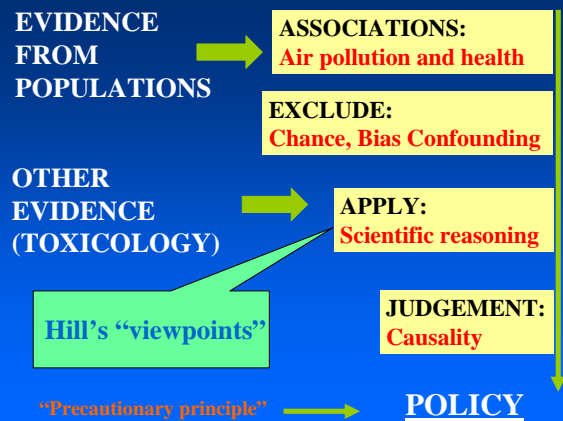 EVIDENCE
FROM
POPULATIONS
ASSOCIATIONS:
Air pollution and health
EXCLUDE:
Chance, Bias Confounding
OTHER
EVIDENCE
(TOXICOLOGY)
APPLY:
Scientific reasoning
Hill's “viewpoints”
JUDGEMENT:
Causality
“Precautionary principle”
POLICY